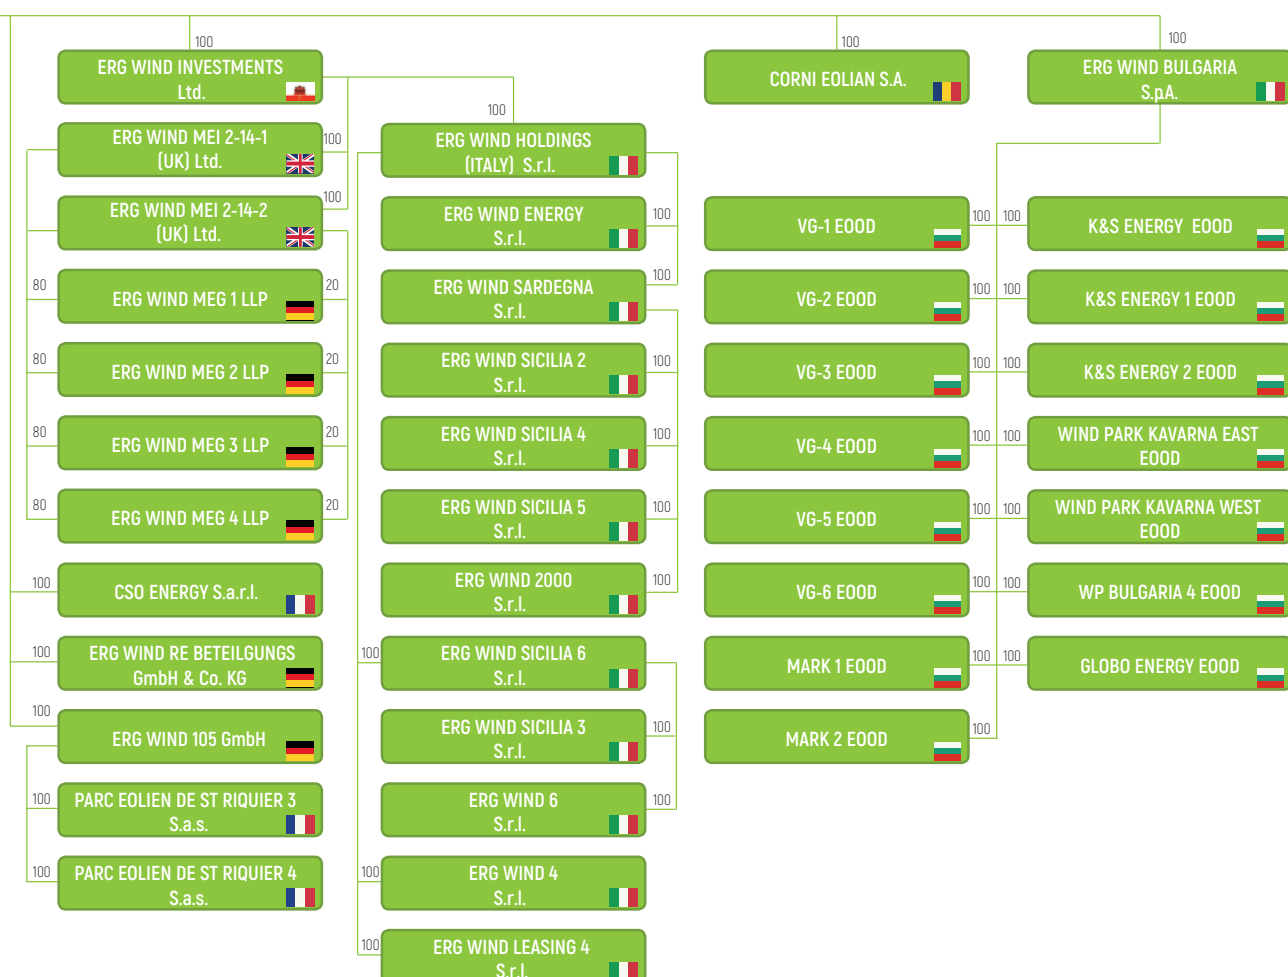 100
ERG WIND INVESTMENTS
Ltd.
100
ERG WIND MEI 2-14-1
(UK) Ltd.
100
ERG WIND MEI 2-14-2
(UK) Ltd.
80
ERG WIND MEG 1 LLP
20
80
ERG WIND MEG 2 LLP
20
80
ERG WIND MEG 3 LLP
20
80
ERG WIND MEG 4 LLP
20
100
CSO ENERGY S.a.r.l.
100
ERG WIND RE BETEILGUNGS
GmbH & Co. KG
100
ERG WIND 105 GmbH
100
PARC EOLIEN DE ST RIQUIER 3
S.a.s.
100
PARC EOLIEN DE ST RIQUIER 4
S.a.s.
100
ERG WIND HOLDINGS
(ITALY) S.r.l.
ERG WIND ENERGY
S.r.l.
100
ERG WIND SARDEGNA
S.r.l.
100
ERG WIND SICILIA 2
S.r.l.
100
ERG WIND SICILIA 4
S.r.l.
100
ERG WIND SICILIA 5
S.r.l.
100
ERG WIND 2000
S.r.l.
100
100
ERG WIND SICILIA 6
S.r.l.
ERG WIND SICILIA 3
S.r.l.
100
ERG WIND 6
S.r.l.
100
100
ERG WIND 4
S.r.l.
100
ERG WIND LEASING 4
S.r.l.
100
CORNI EOLIAN S.A.
100
ERG WIND BULGARIA
S.p.A.
VG-1 EOOD
100
100
K&S ENERGY EOOD
VG-2 EOOD
100
100
K&S ENERGY 1 EOOD
VG-3 EOOD
100
100
K&S ENERGY 2 EOOD
VG-4 EOOD
100
100
WIND PARK KAVARNA EAST
EOOD
VG-5 EOOD
100
100
WIND PARK KAVARNA WEST
EOOD
VG-6 EOOD
100
100
WP BULGARIA 4 EOOD
MARK 1 EOOD
100
100
GLOBO ENERGY EOOD
MARK 2 EOOD
100